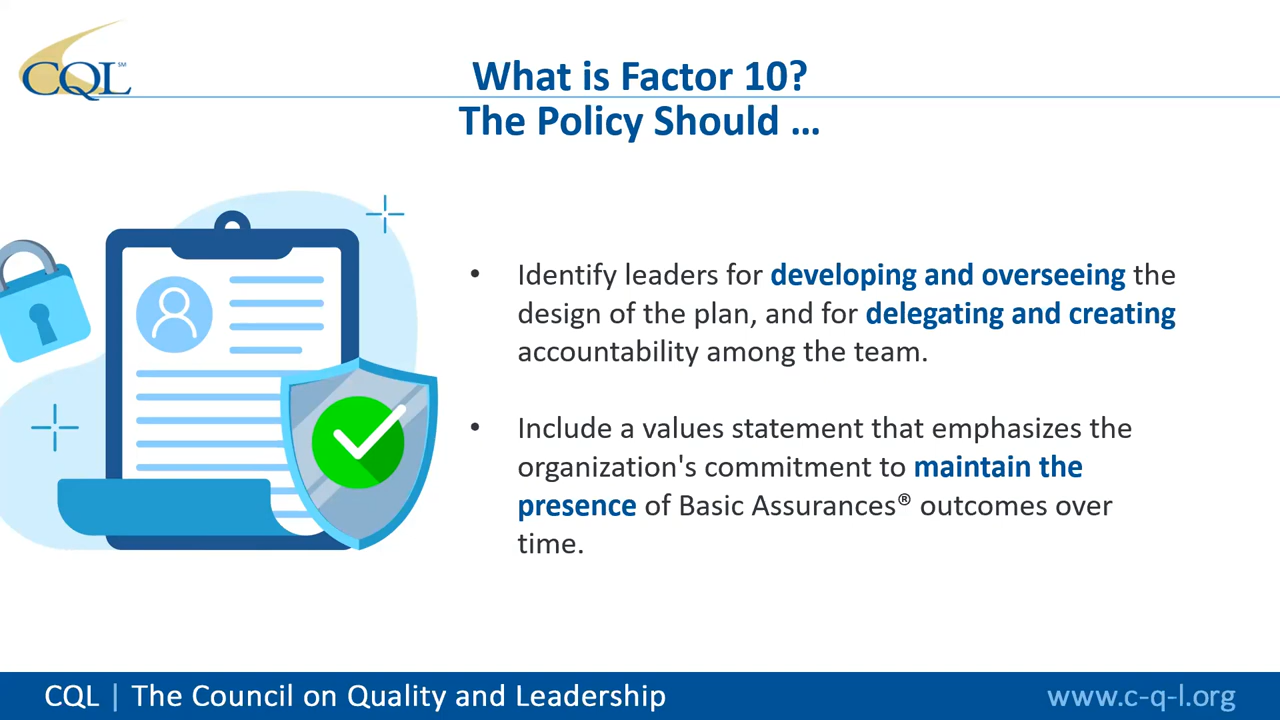 CQL SM
What is Factor 10?
The Policy Should ...
• Identify leaders for developing and overseeing the
design of the plan, and for delegating and creating
accountability among the team.
• Include a values statement that emphasizes the
organization's commitment to maintain the
presence of Basic Assurances® outcomes over
time.
CQL | The Council on Quality and Leadership
www.c-q-l.org